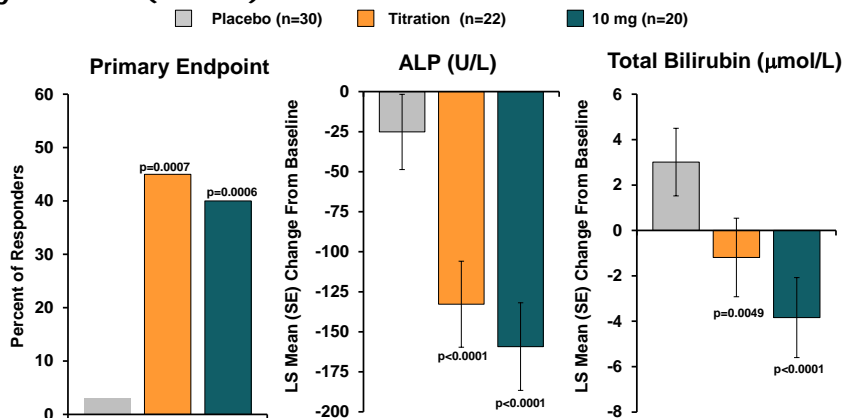 Placebo (n=30) Titration (n=22) 10 mg (n=20)
Primary Endpoint
Percent of Responders
60
50
40
30
20
10
0
p=0.0007
p=0.0006
ALP (U/L)
LS Mean (SE) Change From Baseline
0
-25
-50
-75
-100
-125
-150
-175
-200
p<0.0001
p<0.0001
Total Bilirubin (μmol/L)
LS Mean (SE) Change From Baseline
6
4
2
0
-2
-4
-6
-8
p=0.0049
p<0.0001